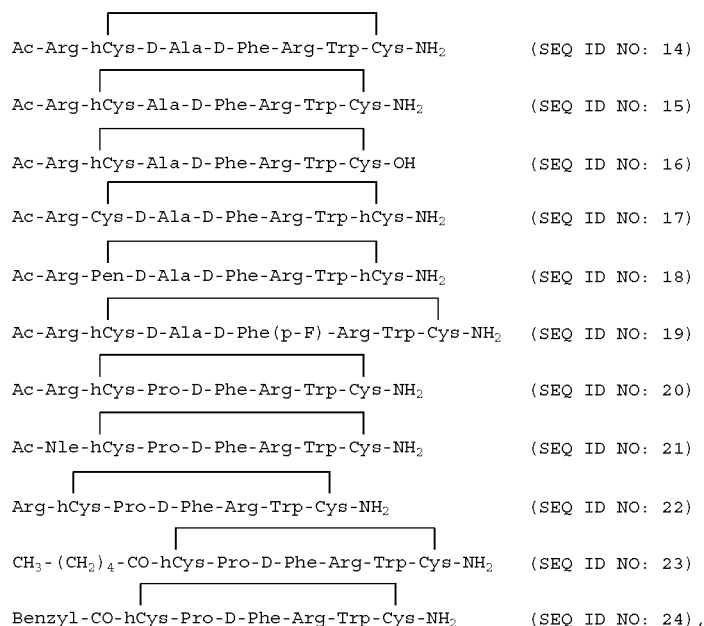 Ac-Arg-hCys-D-Ala-D-Phe-Arg-Trp-Cys-NH₂ (SEQ ID NO: 14)
Ac-Arg-hCys-Ala-D-Phe-Arg-Trp-Cys-NH₂ (SEQ ID NO: 15)
Ac-Arg-hCys-Ala-D-Phe-Arg-Trp-Cys-OH (SEQ ID NO: 16)
Ac-Arg-Cys-D-Ala-D-Phe-Arg-Trp-hCys-NH₂ (SEQ ID NO: 17)
Ac-Arg-Pen-D-Ala-D-Phe-Arg-Trp-hCys-NH₂ (SEQ ID NO: 18)
Ac-Arg-hCys-D-Ala-D-Phe(p-F)-Arg-Trp-Cys-NH₂ (SEQ ID NO: 19)
Ac-Arg-hCys-Pro-D-Phe-Arg-Trp-Cys-NH₂ (SEQ ID NO: 20)
Ac-Nle-hCys-Pro-D-Phe-Arg-Trp-Cys-NH₂ (SEQ ID NO: 21)
Arg-hCys-Pro-D-Phe-Arg-Trp-Cys-NH₂ (SEQ ID NO: 22)
CH₃-(CH₂)₄-CO-hCys-Pro-D-Phe-Arg-Trp-Cys-NH₂ (SEQ ID NO: 23)
Benzyl-CO-hCys-Pro-D-Phe-Arg-Trp-Cys-NH₂ (SEQ ID NO: 24),